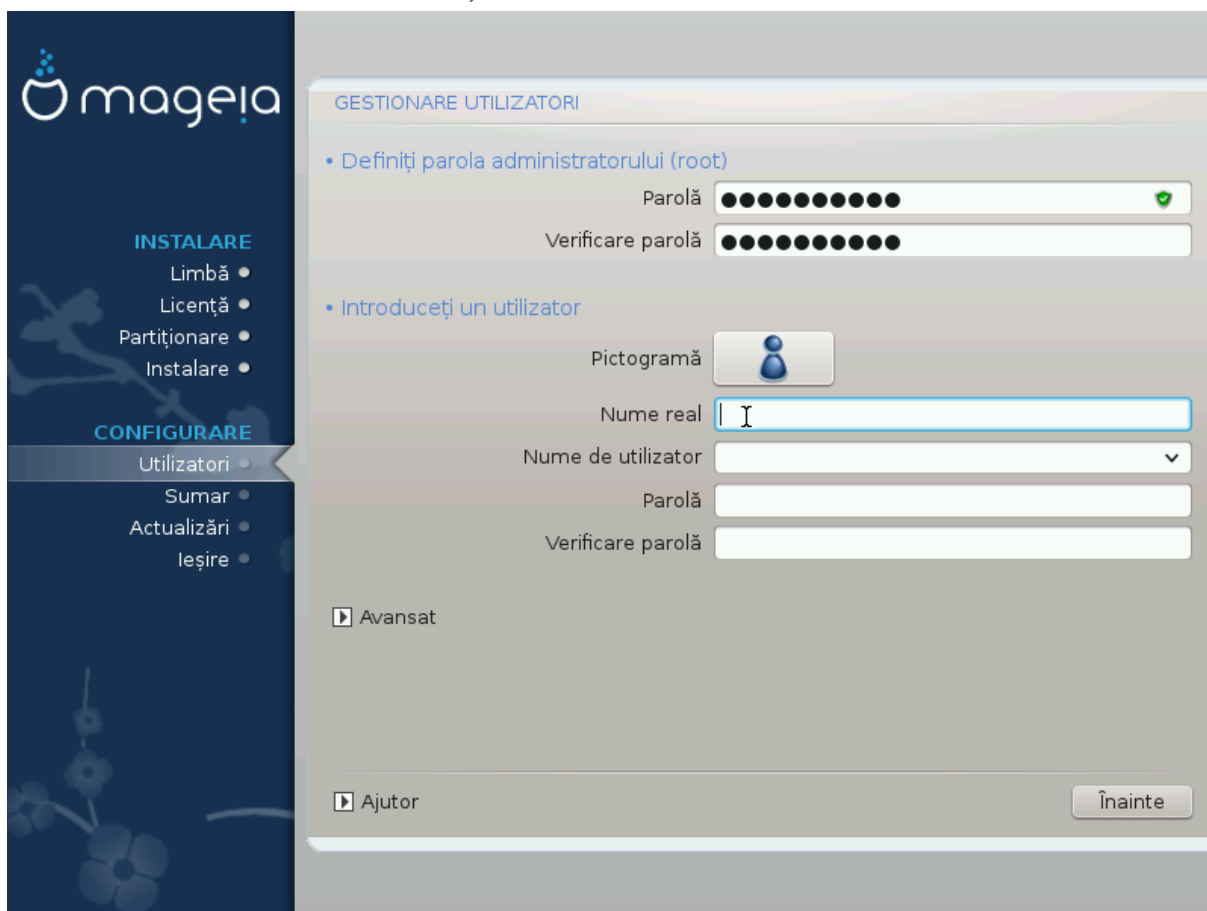 mageia
INSTALARE
Limbă
Licență
Partiționare
Instalare
CONFIGURARE
Utilizatori
Sumar
Actualizări
Ieșire
GESTIONARE UTILIZATORI
• Definiți parola administratorului (root)
Parolă ●●●●●●●●●●
Verificare parolă ●●●●●●●●●●
• Introduceți un utilizator
Pictogramă
Nume real
Nume de utilizator
Parolă
Verificare parolă
Avansat
Ajutor
Înainte